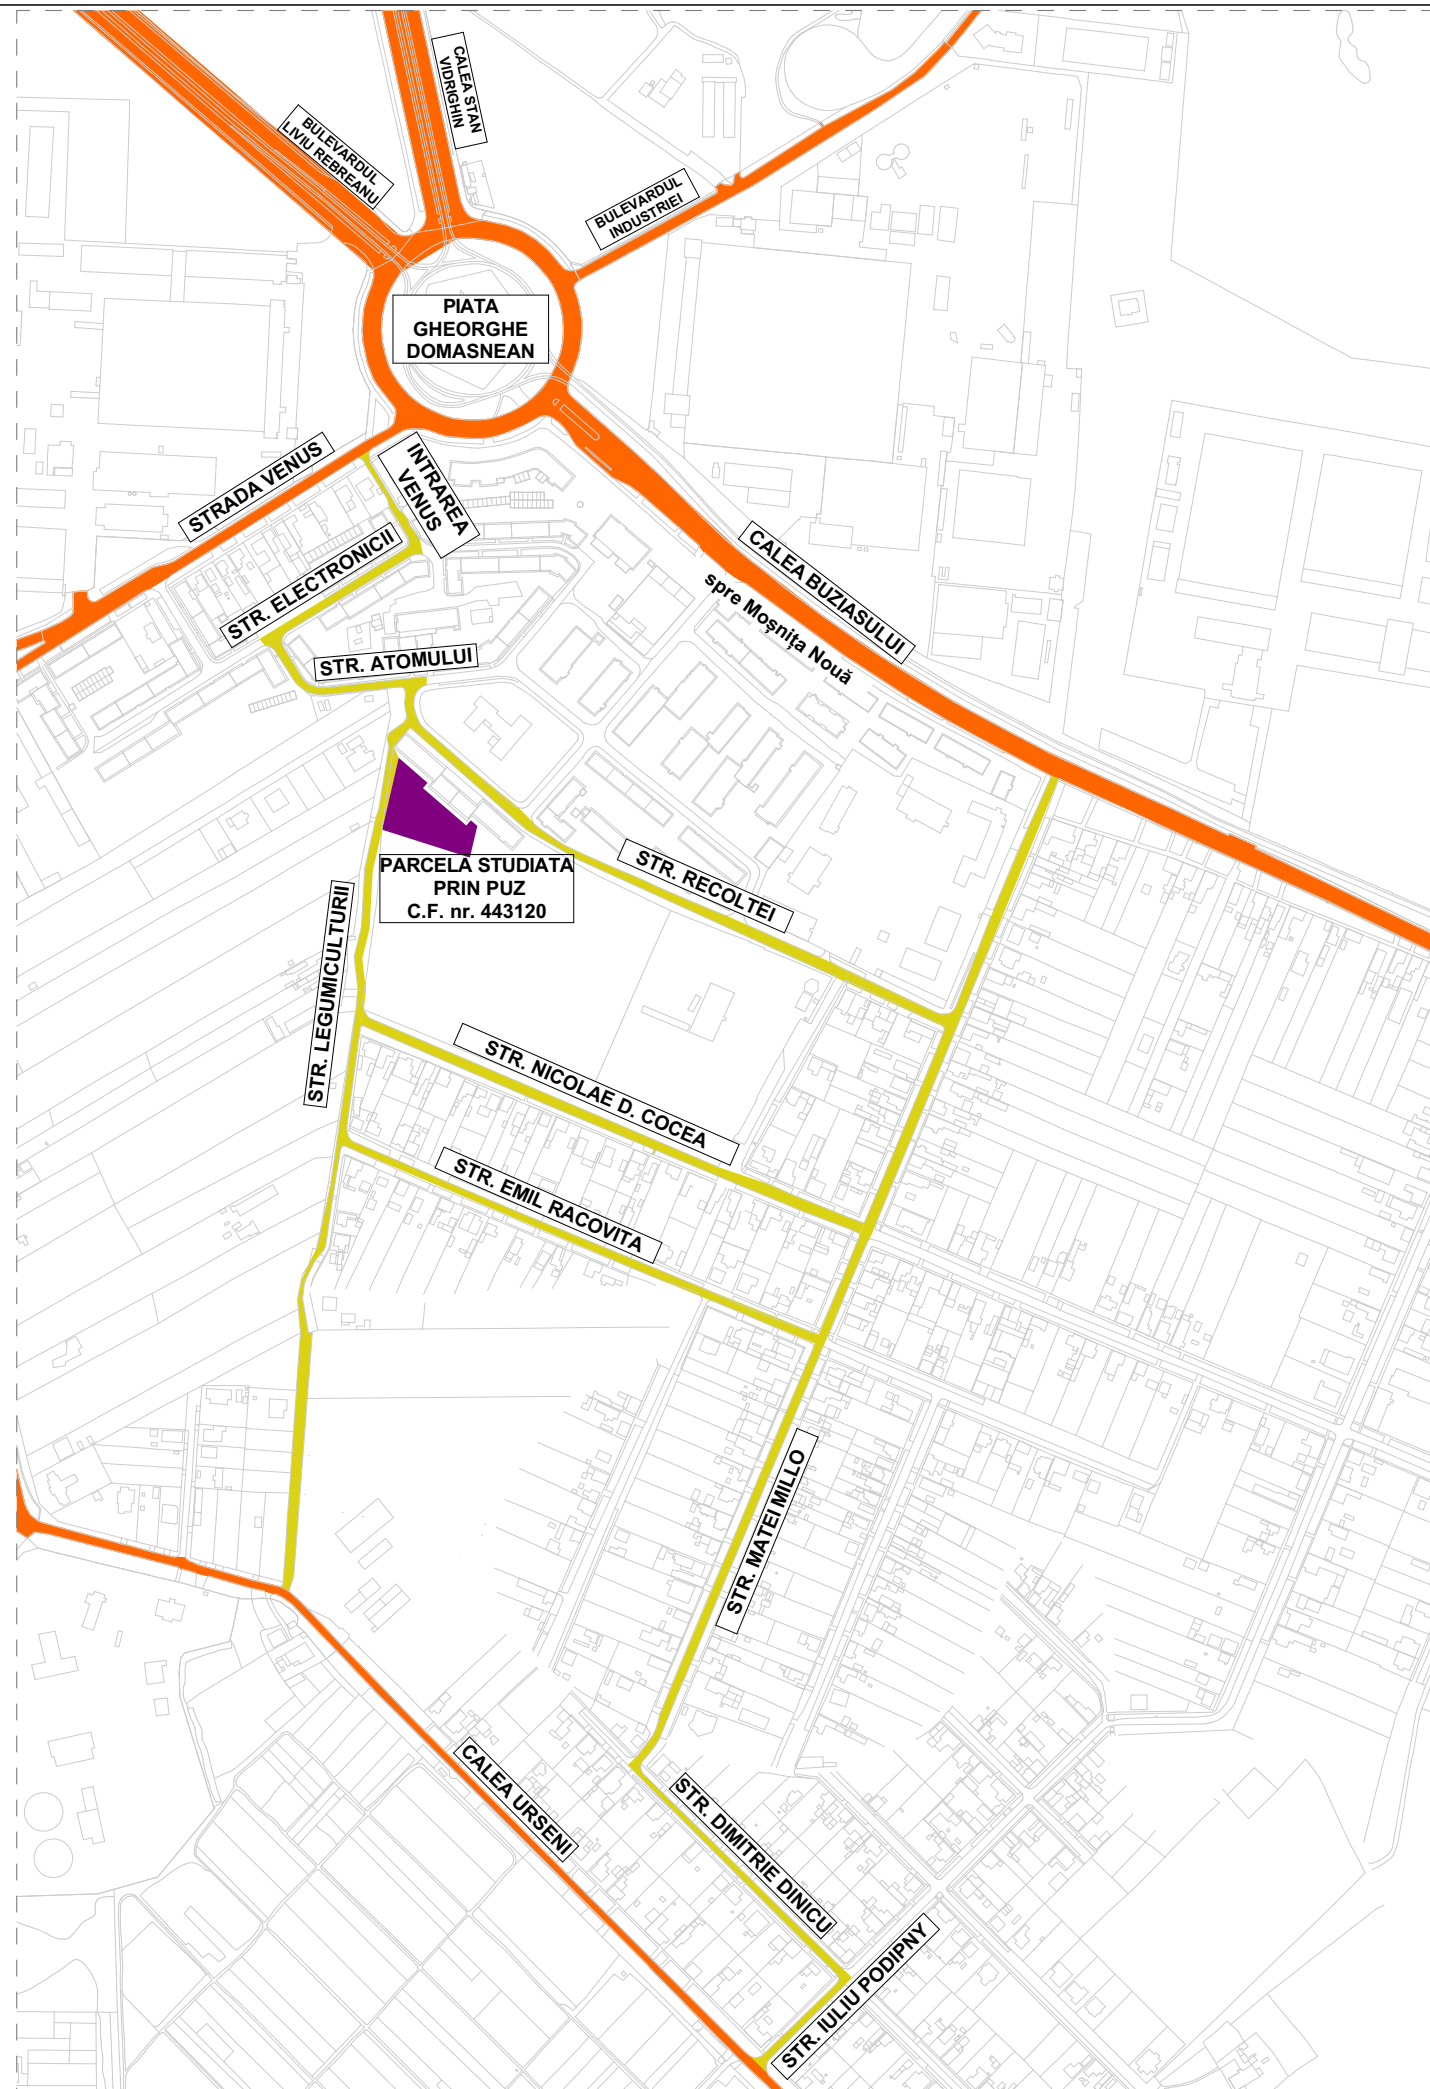 CALEA STAN
VIDRIGHIN
BULEVARDUL
LIVIU REBREANU
BULEVARDUL
INDUSTRIEI
PIATA
GHEORGHE
DOMASNEAN
STRADA VENUS
INTRAREA
VENUS
STR. ELECTRONICII
CALEA BUZIASULUI
spre Moșnița Nouă
STR. ATOMULUI
PARCELA STUDIATA
PRIN PUZ
C.F. nr. 443120
STR. RECOLTEI
STR. LEGUMICULTURII
STR. NICOLAE D. COCEA
STR. EMIL RACOVITA
STR. MATEI MILLO
CALEA URSENI
STR. DIMITRIE DINICU
STR. IULIU PODIPNY